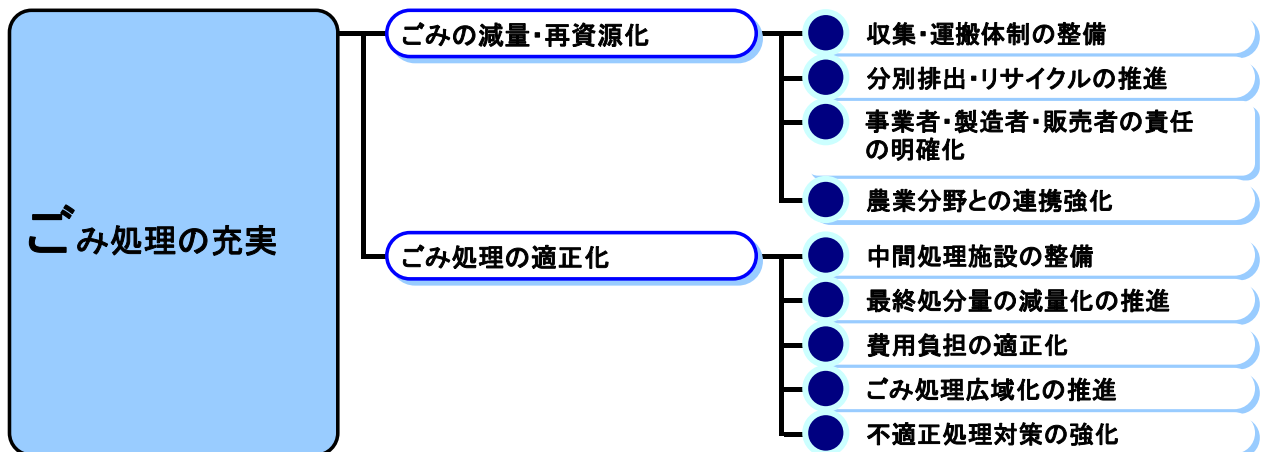 ごみ処理の充実
ごみの減量・再資源化
収集・運搬体制の整備
分別排出・リサイクルの推進
事業者・製造者・販売者の責任
の明確化
農業分野との連携強化
ごみ処理の適正化
中間処理施設の整備
最終処分量の減量化の推進
費用負担の適正化
ごみ処理広域化の推進
不適正処理対策の強化